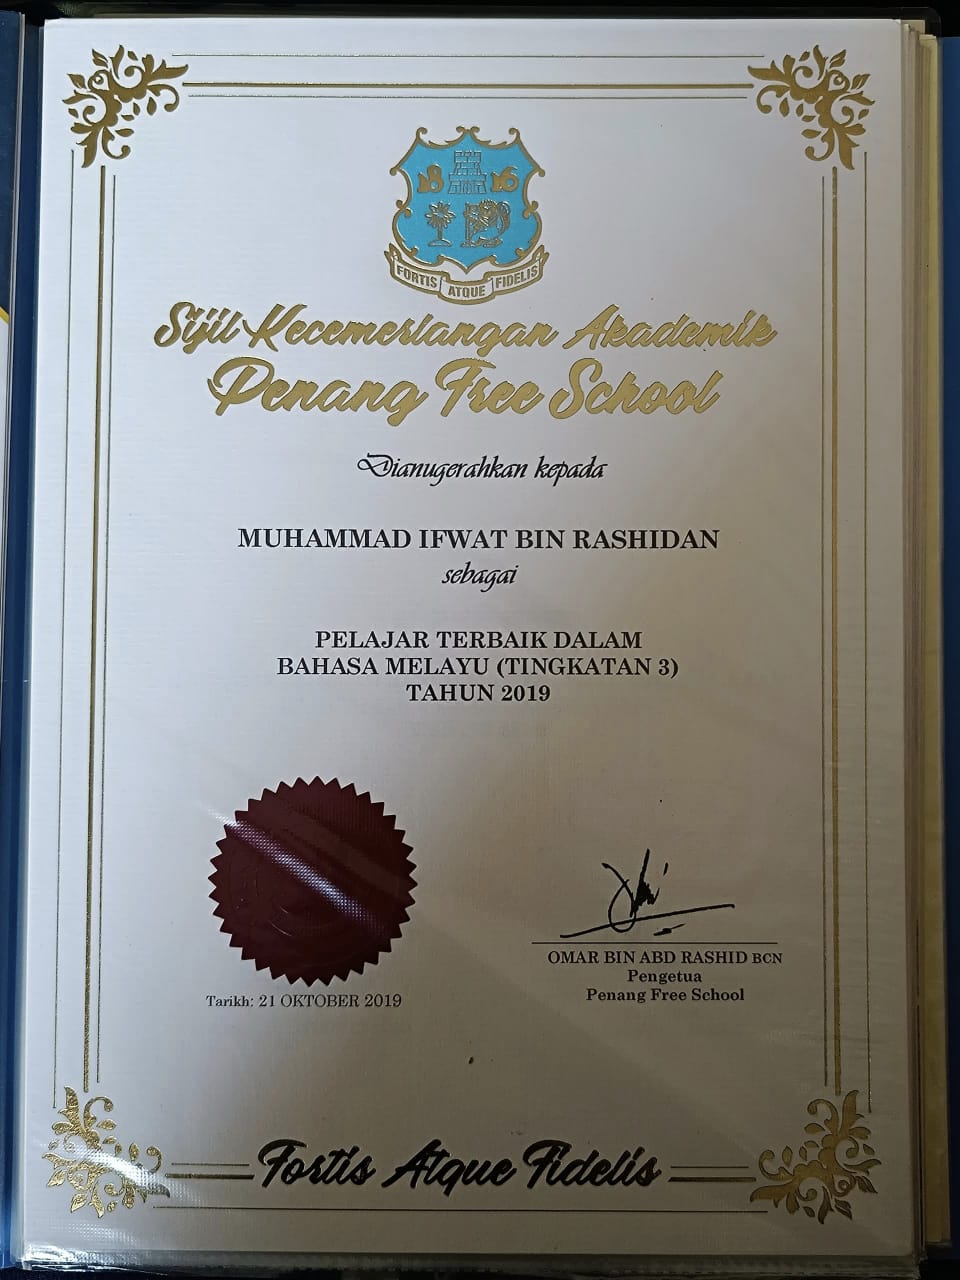 1816
FORTIS ATQUE FIDELIS
Sijil Kecemerlangan Akademik
Penang Free School
Dianugerahkan kepada
MUHAMMAD IFWAT BIN RASHIDAN
sebagai
PELAJAR TERBAIK DALAM
BAHASA MELAYU (TINGKATAN 3)
TAHUN 2019
OMAR BIN ABD RASHID BCN
Pengetua
Penang Free School
Tarikh: 21 OKTOBER 2019
Fortis Atque Fidelis